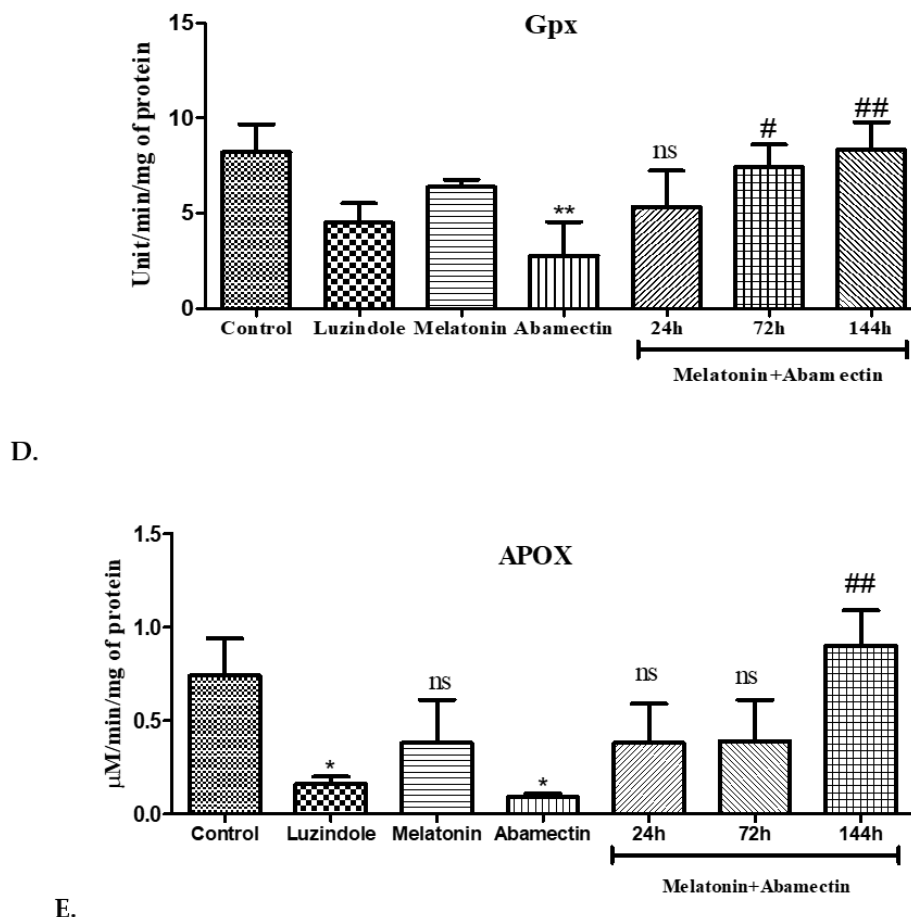 Gpx
15
10
5
0
Unit/min/mg of protein
**
ns
#
##
Control Luzindole Melatonin Abamectin 24h 72h 144h
Melatonin+Abam ectin
D.
APOX
1.5
1.0
0.5
0.0
µM/min/mg of protein
*
ns
*
ns
ns
##
Control Luzindole Melatonin Abamectin 24h 72h 144h
Melatonin+Abamectin
E.